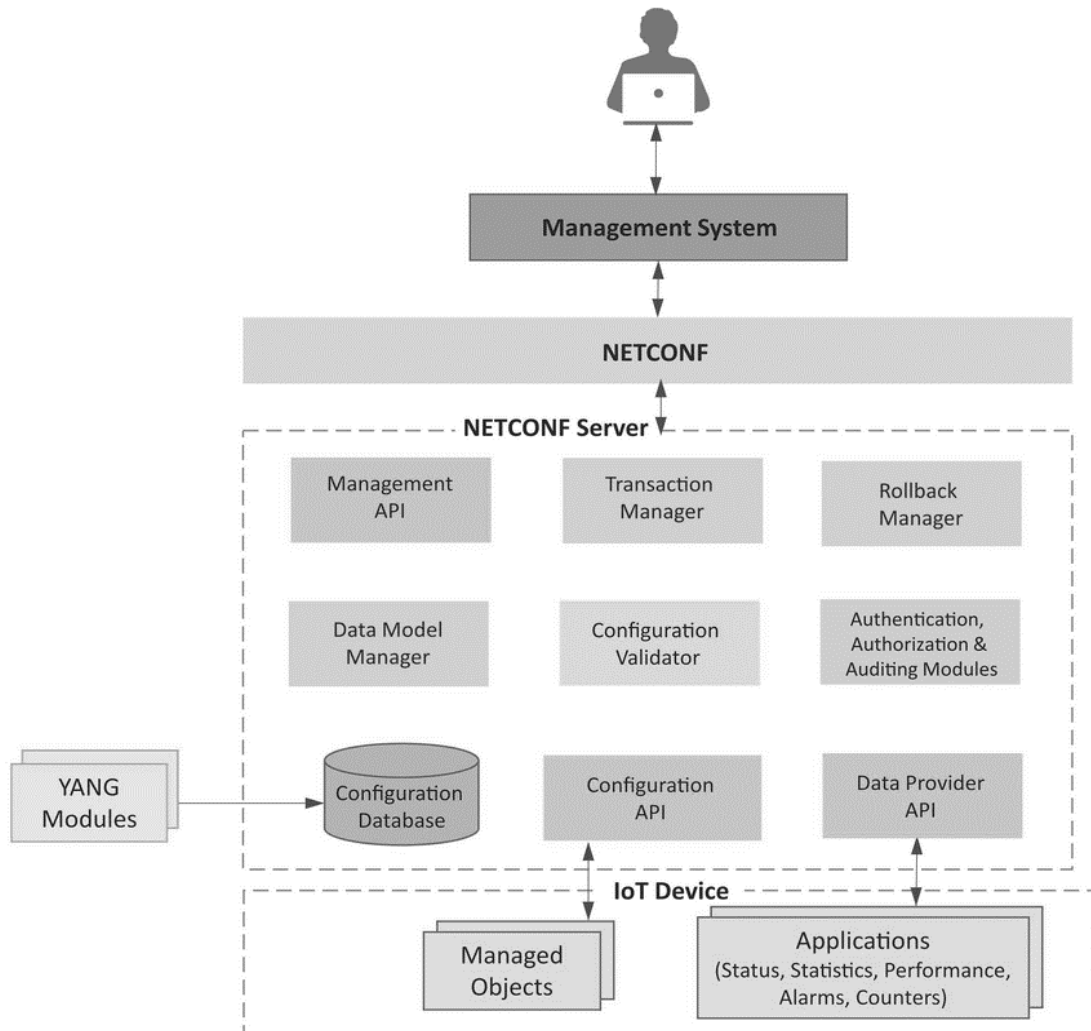 Management System
NETCONF
NETCONF Server
Management
API
Transaction
Manager
Rollback
Manager
Data Model
Manager
Configuration
Validator
Authentication,
Authorization &
Auditing Modules
YANG
Modules
Configuration
Database
Configuration
API
Data Provider
API
IoT Device
Managed
Objects
Applications
(Status, Statistics, Performance,
Alarms, Counters)